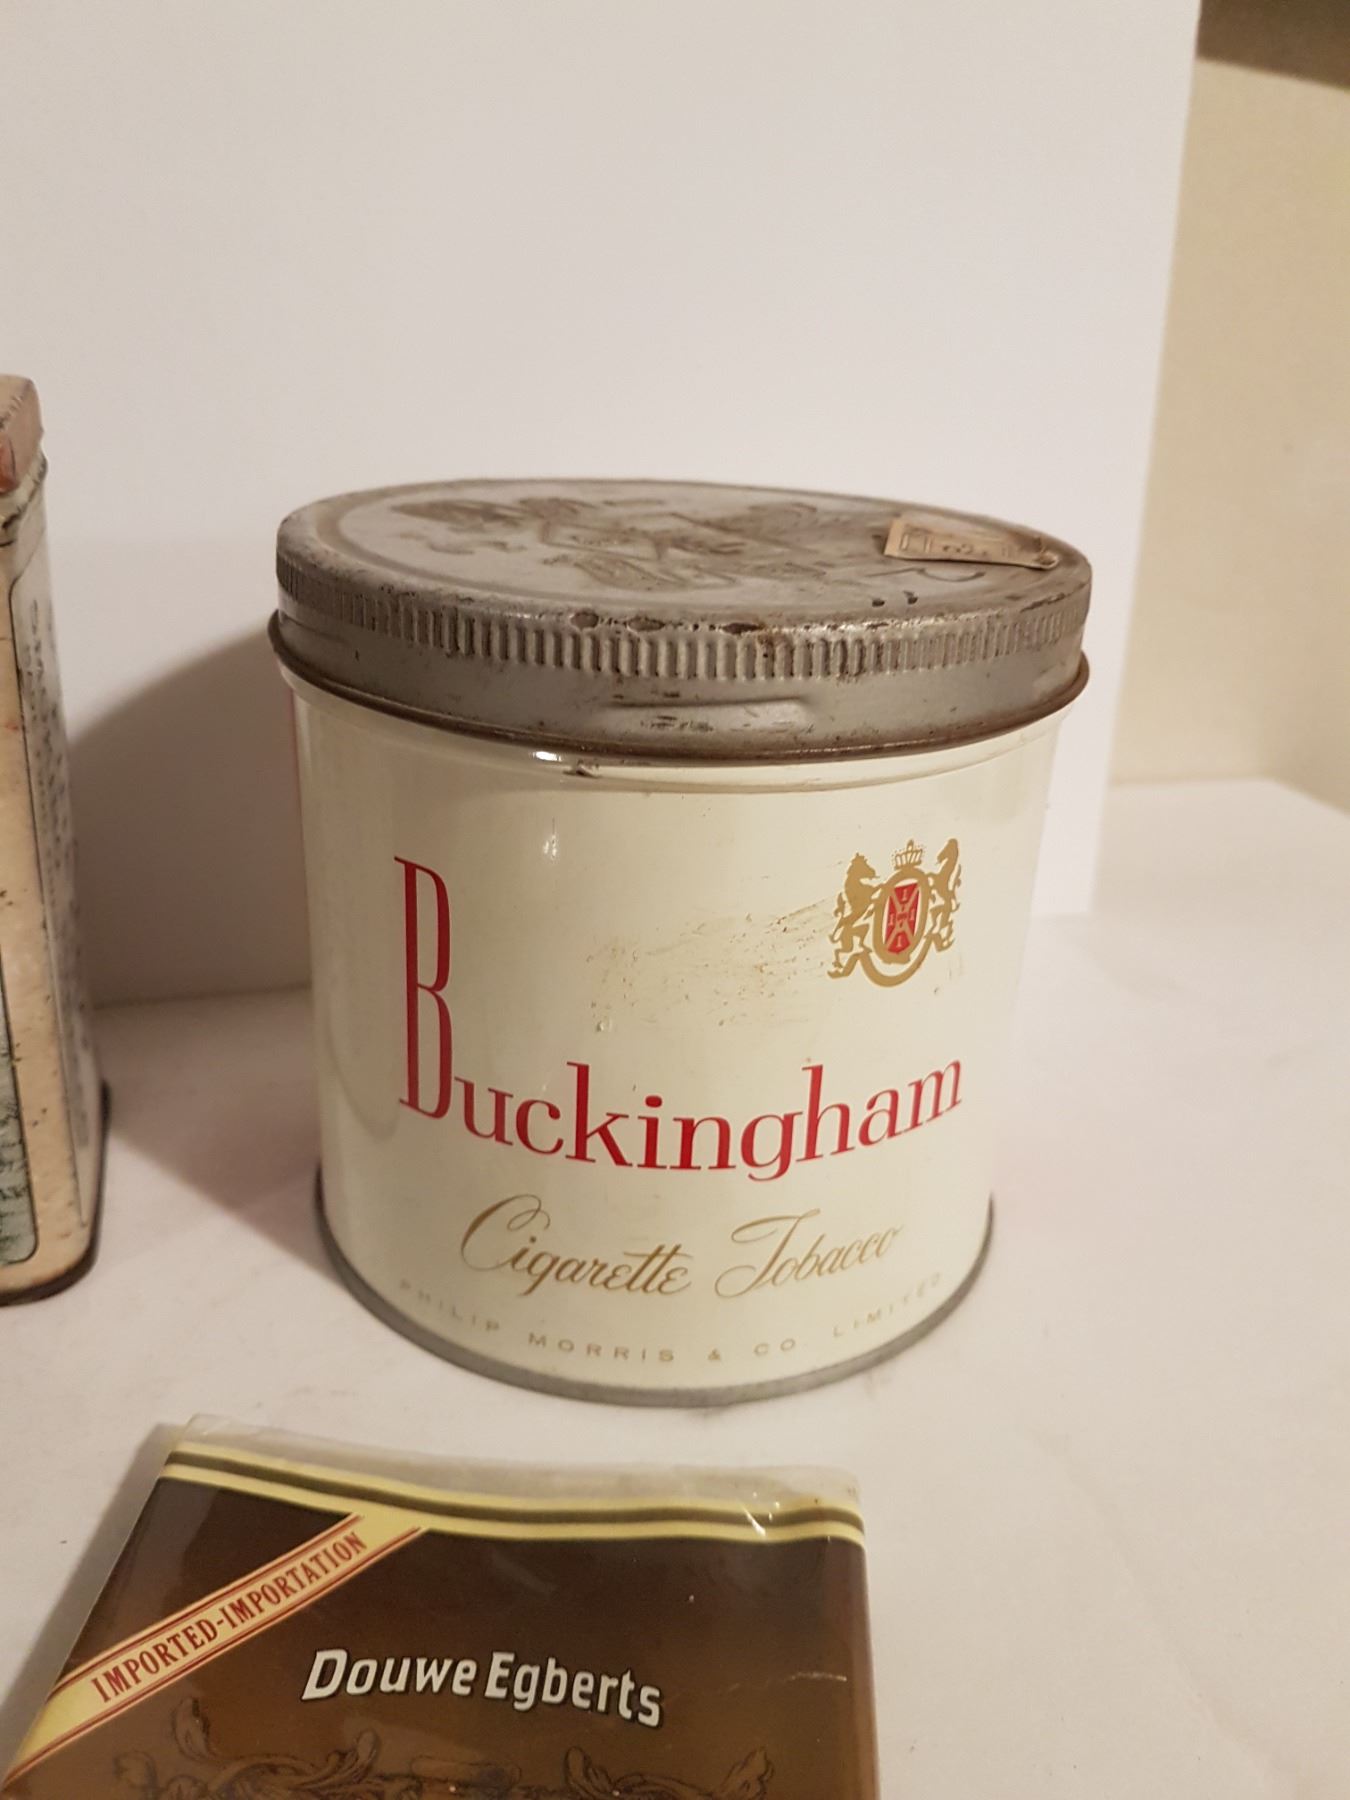 Buckingham
Cigarette Tobacco
PHILIP MORRIS & CO. LIMITED
IMPORTED-IMPORTATION
Douwe Egberts